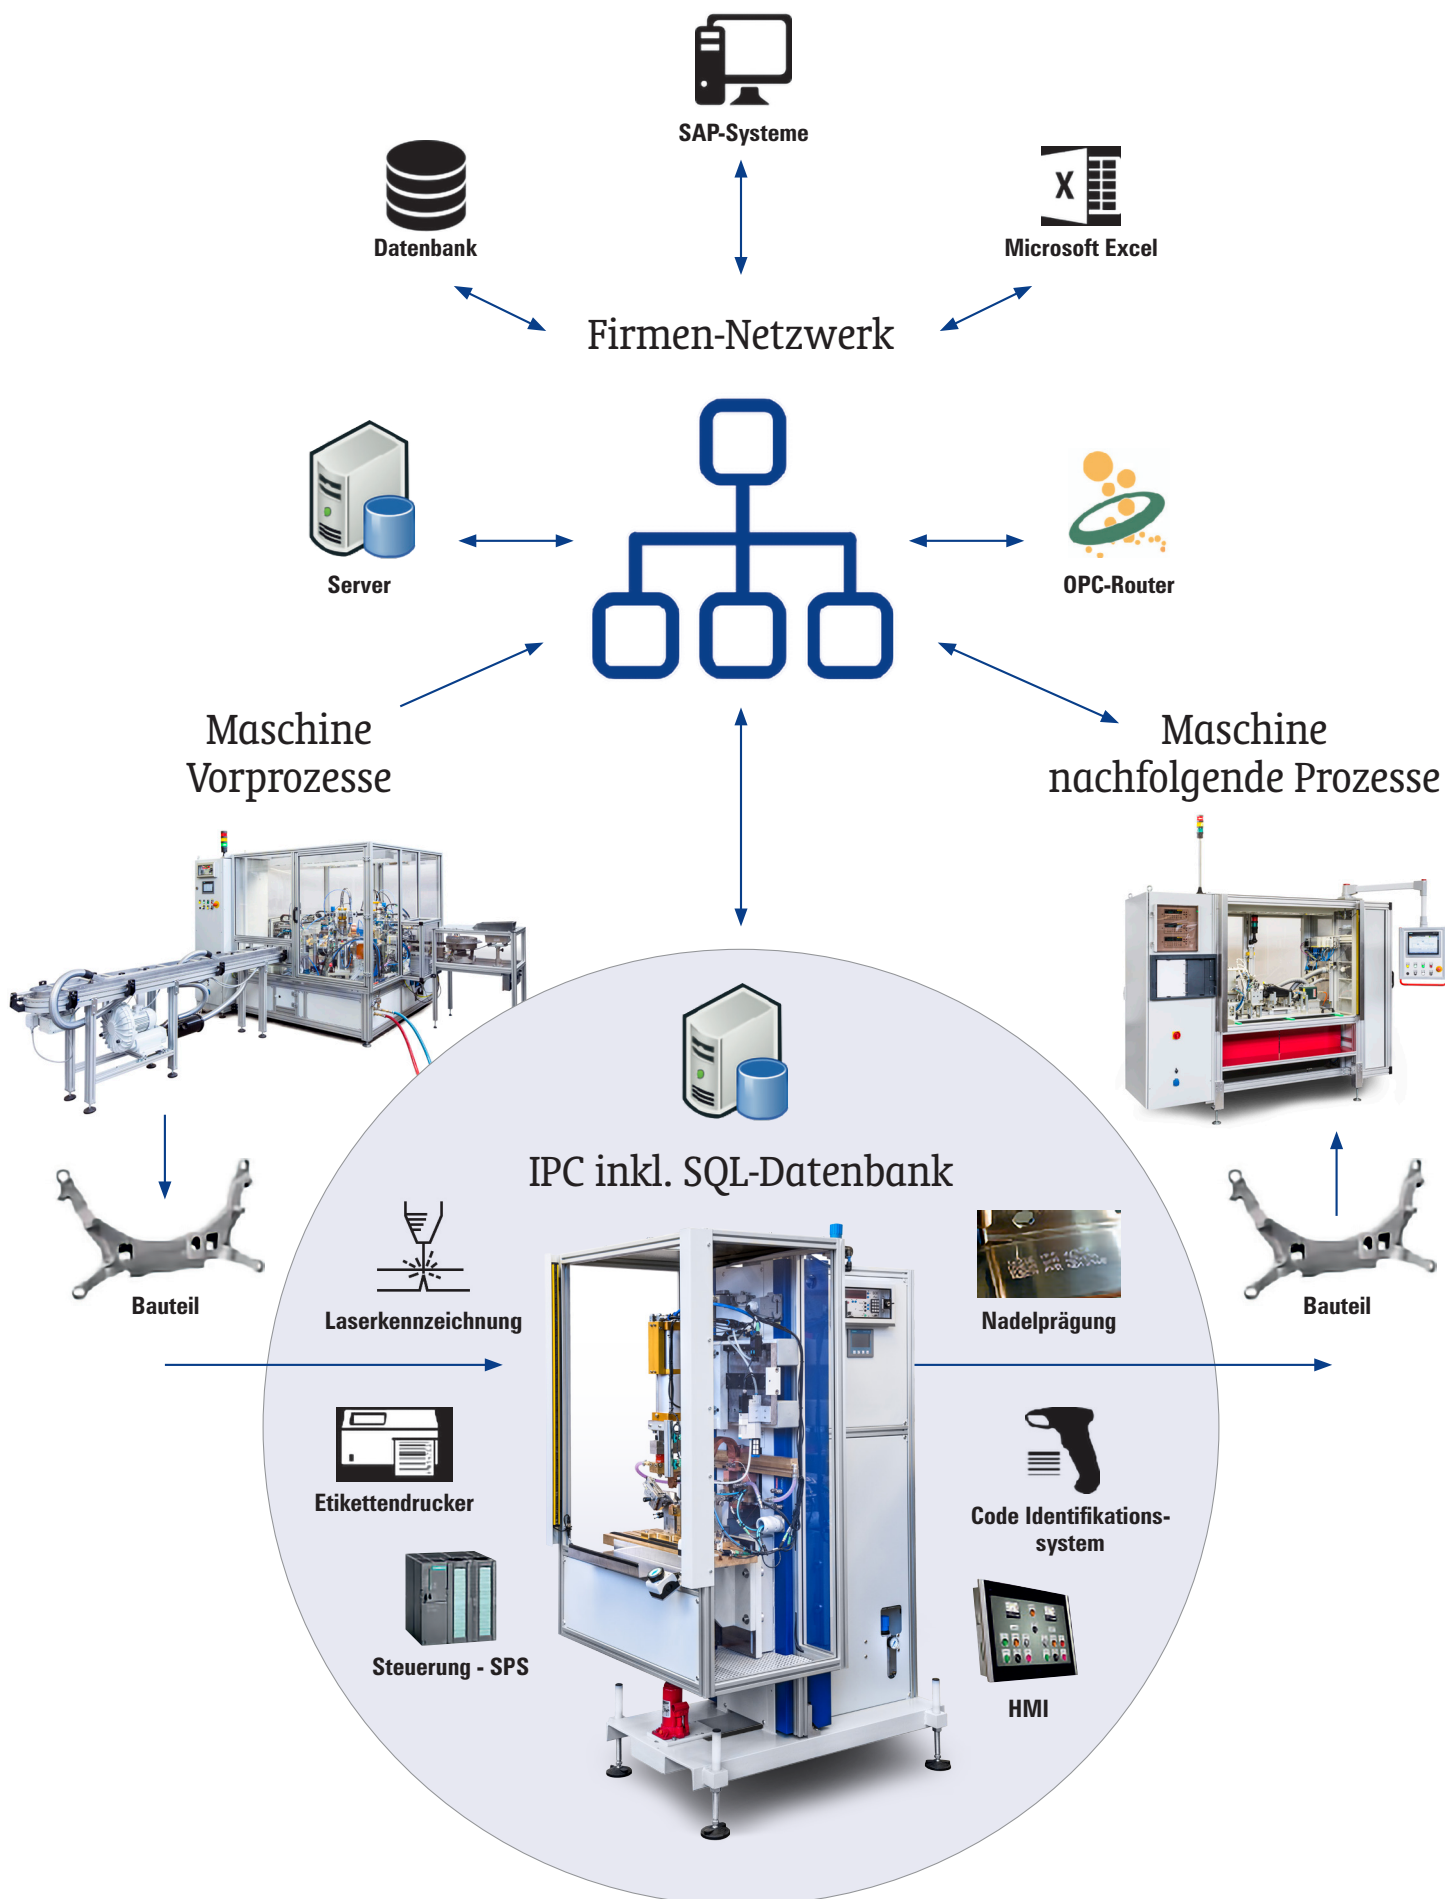 SAP-Systeme
Datenbank
Microsoft Excel
Firmen-Netzwerk
Server
OPC-Router
Maschine
Vorprozesse
Maschine
nachfolgende Prozesse
IPC inkl. SQL-Datenbank
Bauteil
Laserkennzeichnung
Nadelprägung
Bauteil
Etikettendrucker
Code Identifikations-
system
Steuerung - SPS
HMI